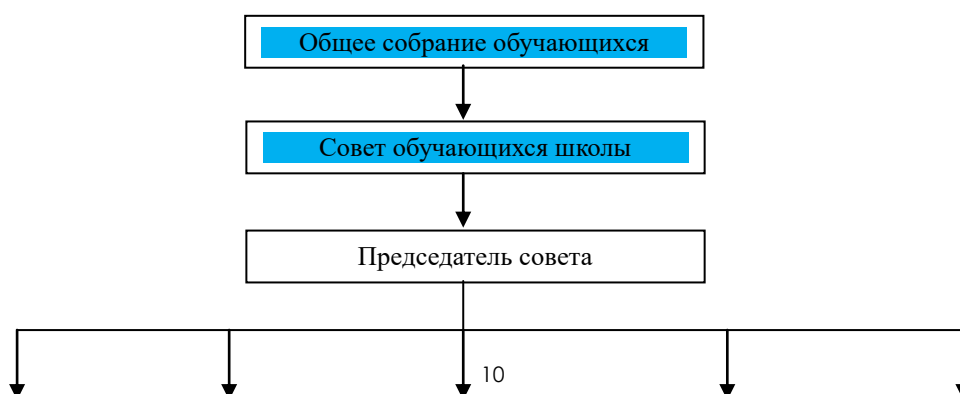 Общее собрание обучающихся
Совет обучающихся школы
Председатель совета
10